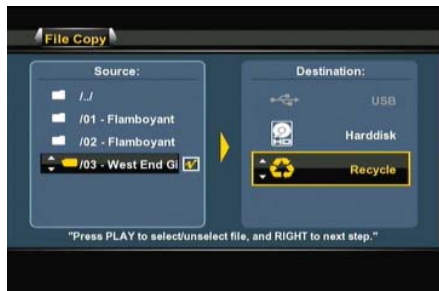 File Copy
Source:
Destination:
/../
USB
/01 - Flamboyant
Harddisk
/02 - Flamboyant
/03 - West End Gi
Recycle
"Press PLAY to select/unselect file, and RIGHT to next step."